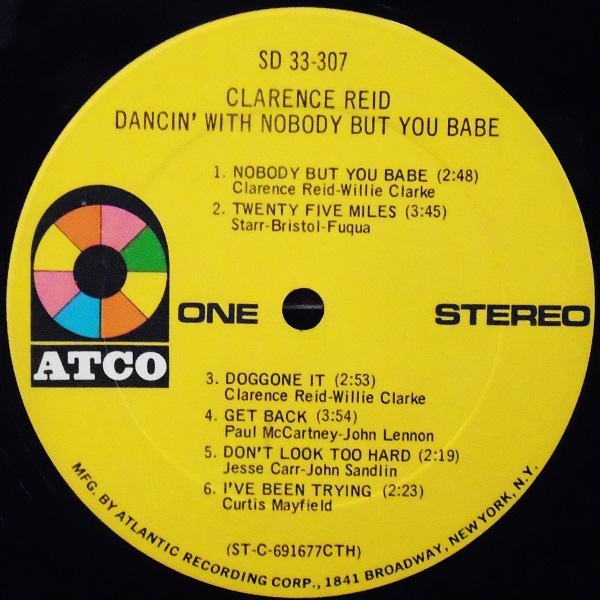 SD 33-307
CLARENCE REID
DANCIN' WITH NOBODY BUT YOU BABE
1. NOBODY BUT YOU BABE (2:48)
Clarence Reid-Willie Clarke
2. TWENTY FIVE MILES (3:45)
Starr-Bristol-Fuqua
ONE
STEREO
ATCO
3. DOGGONE IT (2:53)
Clarence Reid-Willie Clarke
4. GET BACK (3:54)
Paul McCartney-John Lennon
5. DON'T LOOK TOO HARD (2:19)
Jesse Carr-John Sandlin
6. I'VE BEEN TRYING (2:23)
Curtis Mayfield
(ST-C-691677CTH)
MFG. BY ATLANTIC RECORDING CORP., 1841 BROADWAY, NEW YORK, N.Y.